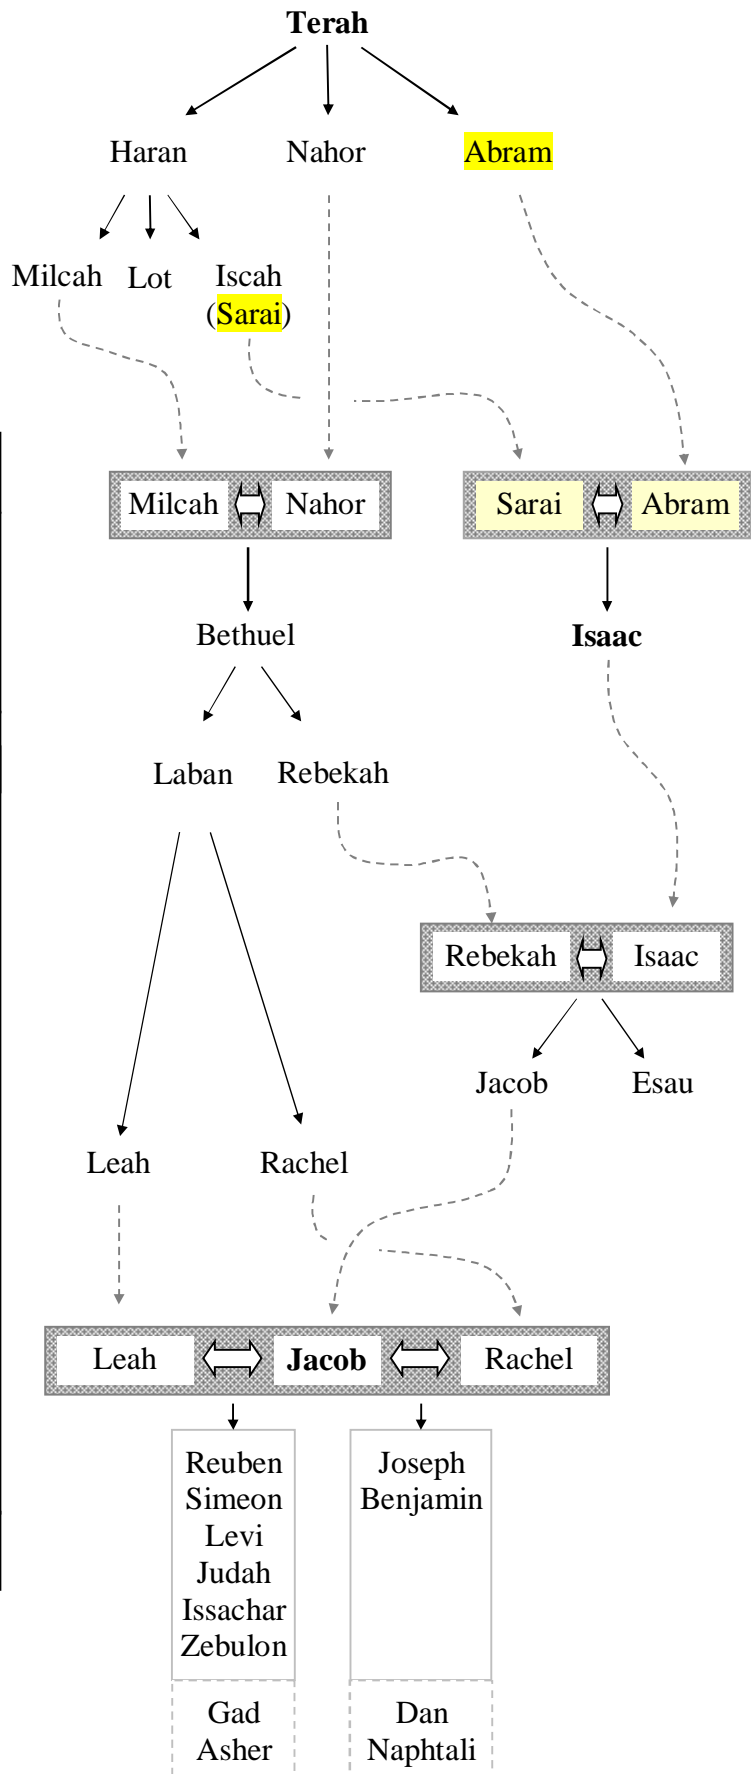 Terah
Haran Nahor Abram
Milcah Lot Iscah
(Sarai)
Milcah Nahor Sarai Abram
Bethuel Isaac
Laban Rebekah
Rebekah Isaac
Jacob Esau
Leah Rachel
Leah Jacob Rachel
Reuben
Simeon
Levi
Judah
Issachar
Zebulon
Joseph
Benjamin
Gad
Asher
Dan
Naphtali